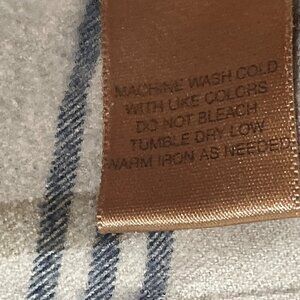 MACHINE WASH COLD
WITH LIKE COLORS
DO NOT BLEACH
TUMBLE DRY LOW
WARM IRON AS NEEDED